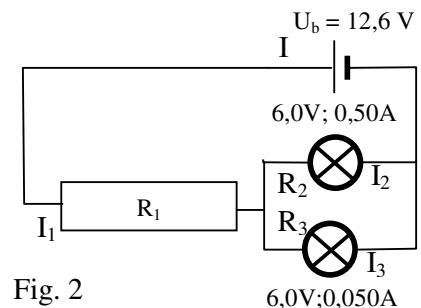 U_b = 12,6 V
I
6,0V; 0,50A
R_2
I_2
I_1
R_1
R_3
I_3
Fig. 2
6,0V;0,050A